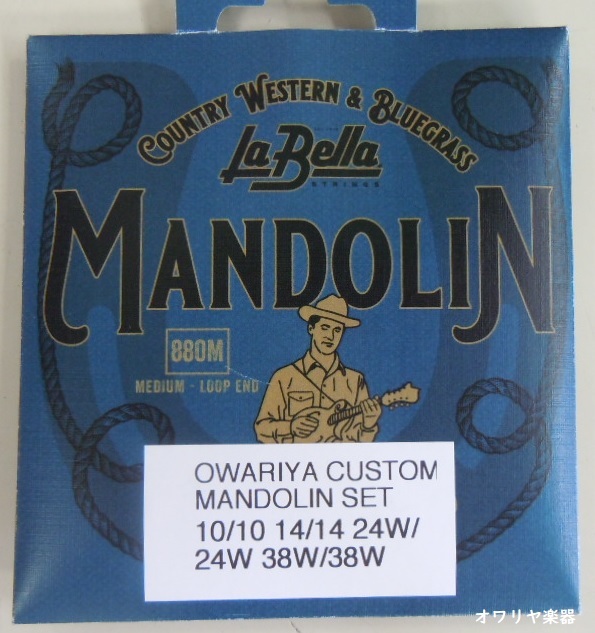 COUNTRY WESTERN & BLUEGRASS
La Bella
STRINGS
MANDOLIN
880M
MEDIUM - LOOP END
OWARIYA CUSTOM
MANDOLIN SET
10/10 14/14 24W/
24W 38W/38W
オワリヤ楽器